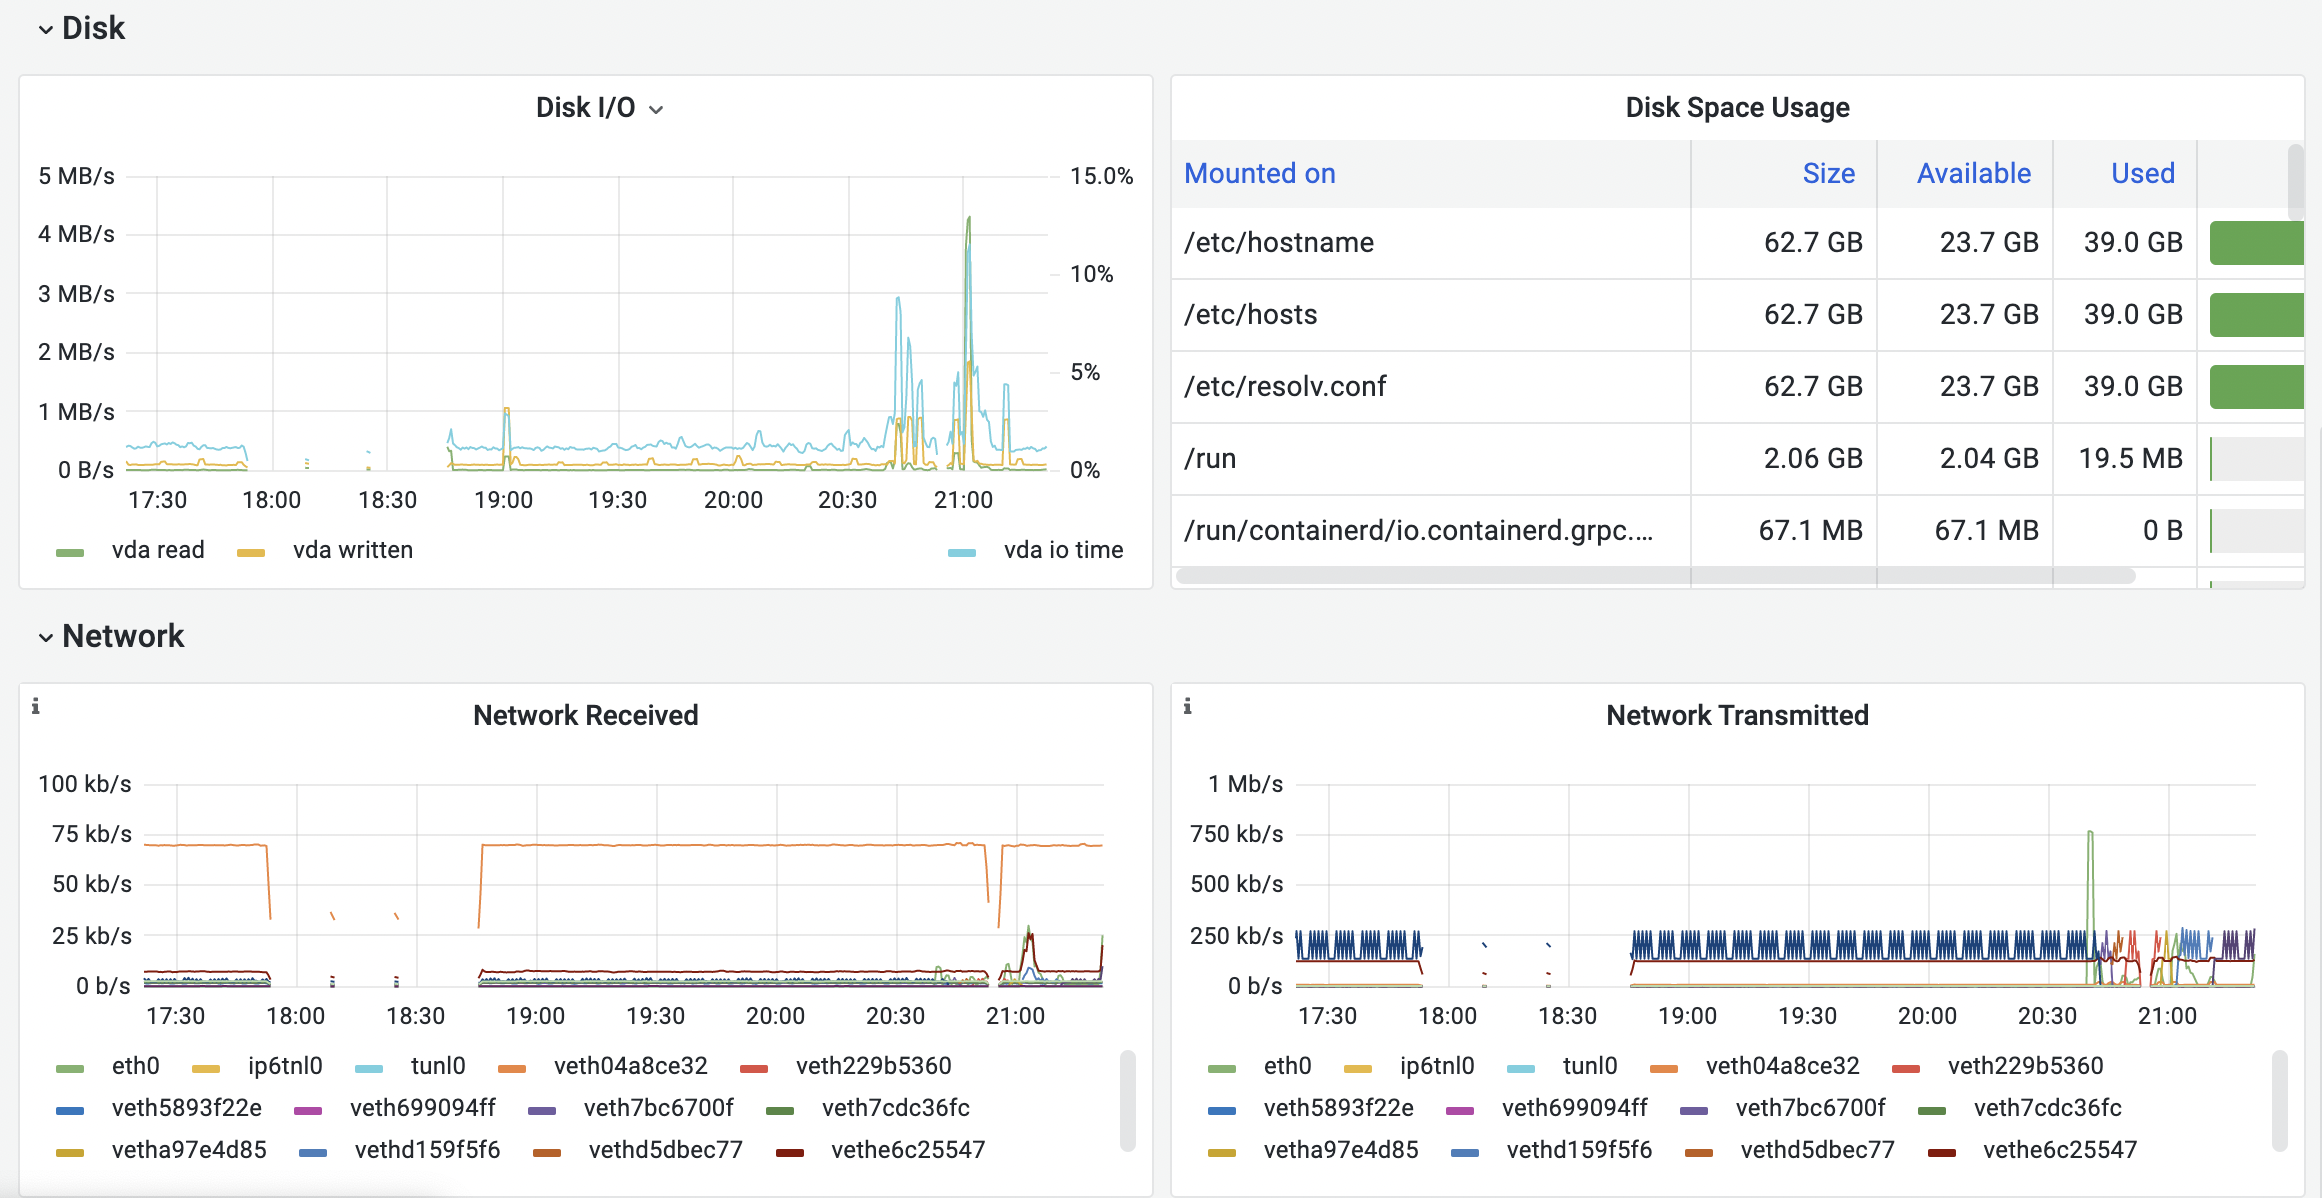 Disk
Disk I/O
5 MB/s
4 MB/s
3 MB/s
2 MB/s
1 MB/s
0 B/s
15.0%
10%
5%
0%
17:30 18:00 18:30 19:00 19:30 20:00 20:30 21:00
vda read vda written vda io time
Disk Space Usage
Mounted on Size Available Used
/etc/hostname 62.7 GB 23.7 GB 39.0 GB
/etc/hosts 62.7 GB 23.7 GB 39.0 GB
/etc/resolv.conf 62.7 GB 23.7 GB 39.0 GB
/run 2.06 GB 2.04 GB 19.5 MB
/run/containerd/io.containerd.grpc.... 67.1 MB 67.1 MB 0 B
Network
i
Network Received
100 kb/s
75 kb/s
50 kb/s
25 kb/s
0 b/s
17:30 18:00 18:30 19:00 19:30 20:00 20:30 21:00
eth0 ip6tnl0 tunl0 veth04a8ce32 veth229b5360
veth5893f22e veth699094ff veth7bc6700f veth7cdc36fc
vetha97e4d85 vethd159f5f6 vethd5dbec77 vethe6c25547
i
Network Transmitted
1 Mb/s
750 kb/s
500 kb/s
250 kb/s
0 b/s
17:30 18:00 18:30 19:00 19:30 20:00 20:30 21:00
eth0 ip6tnl0 tunl0 veth04a8ce32 veth229b5360
veth5893f22e veth699094ff veth7bc6700f veth7cdc36fc
vetha97e4d85 vethd159f5f6 vethd5dbec77 vethe6c25547